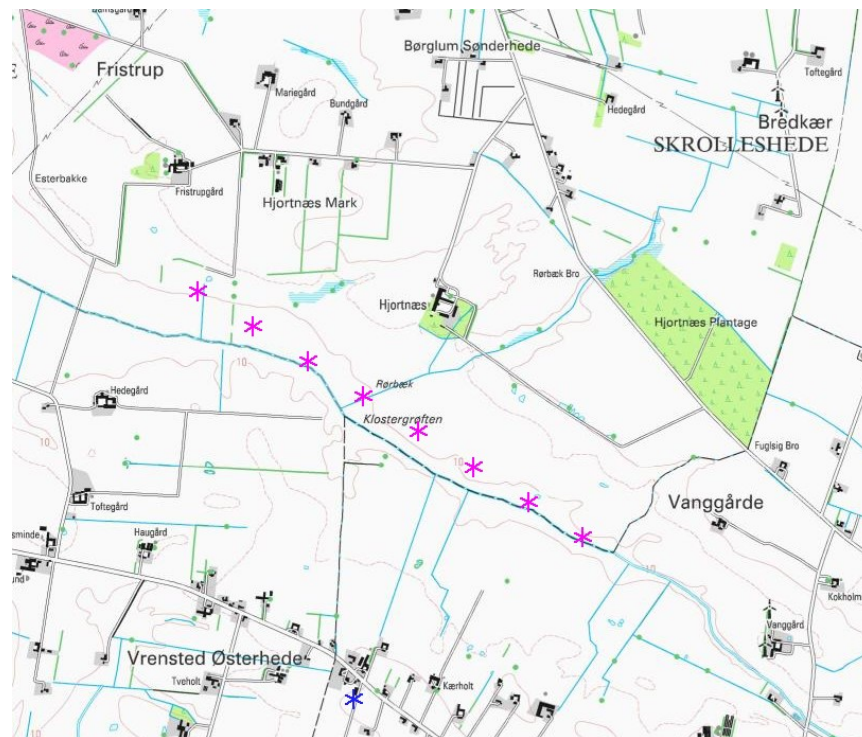 Børglum Sønderhede
Fristrup
Mariegård
Bundgård
Hedegård
Toftegård
Bredkær
SKROLLESHEDE
Esterbakke
Fristrupgård
Hjortnæs Mark
Rørbæk Bro
Hjortnæs
Hjortnæs Plantage
Rørbæk
Hedegård
10
Klostergrøften
10
10
Fuglsig Bro
Toftegård
Vanggårde
Haugård
10
Kokholm
Vanggård
Vrensted Østerhede
Tveholt
Kærholt